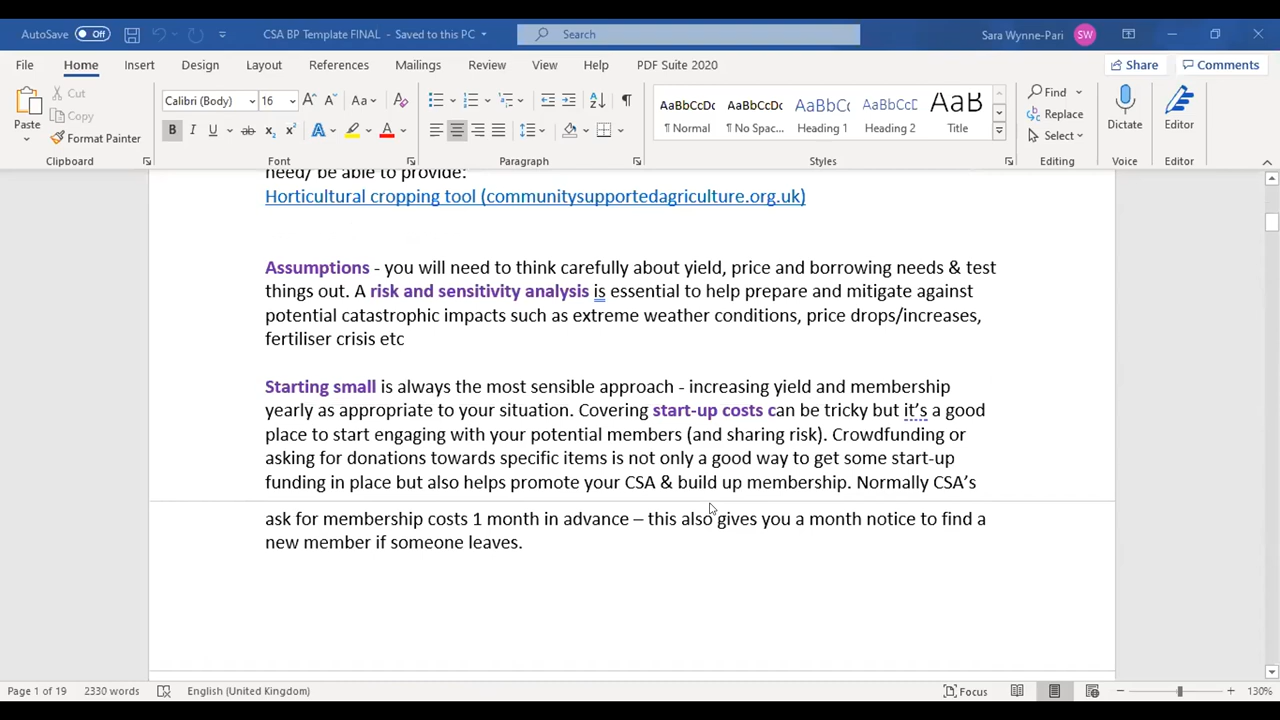 AutoSave Off CSA BP Template FINAL - Saved to this PC Search Sara Wynne-Pari SW
File Home Insert Design Layout References Mailings Review View Help PDF Suite 2020 Share Comments
Paste Cut Copy Format Painter
Calibri (Body) 16 Aa
B I U ab x₂ x² A A
AaBbCcDc AaBbCcDc AaBbCc AaBbCcD AaB
¶ Normal ¶ No Spac... Heading 1 Heading 2 Title
Find Replace Select Dictate Editor
Clipboard Font Paragraph Styles Editing Voice Editor
need/ be able to provide:
Horticultural cropping tool (communitysupportedagriculture.org.uk)
Assumptions - you will need to think carefully about yield, price and borrowing needs & test
things out. A risk and sensitivity analysis is essential to help prepare and mitigate against
potential catastrophic impacts such as extreme weather conditions, price drops/increases,
fertiliser crisis etc
Starting small is always the most sensible approach - increasing yield and membership
yearly as appropriate to your situation. Covering start-up costs can be tricky but it’s a good
place to start engaging with your potential members (and sharing risk). Crowdfunding or
asking for donations towards specific items is not only a good way to get some start-up
funding in place but also helps promote your CSA & build up membership. Normally CSA’s
ask for membership costs 1 month in advance – this also gives you a month notice to find a
new member if someone leaves.
Page 1 of 19 2330 words English (United Kingdom) Focus 130%